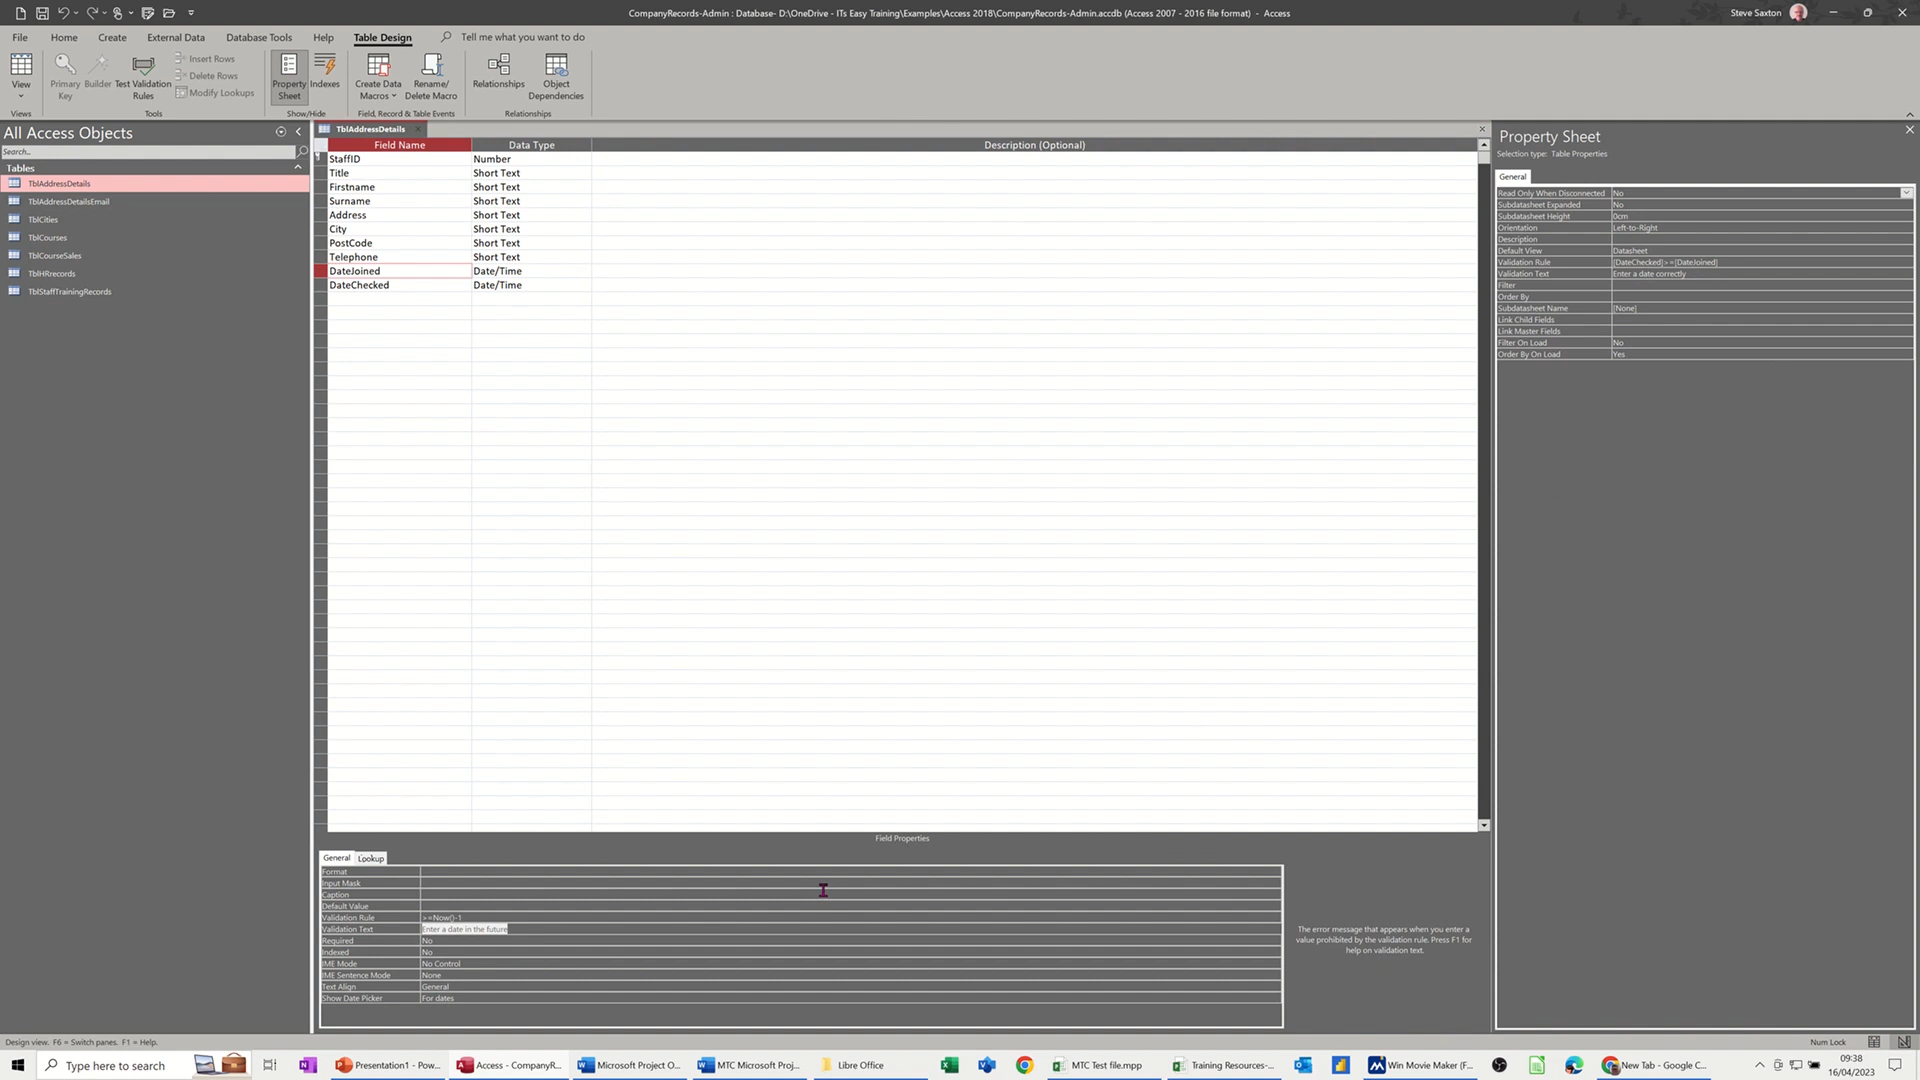 CompanyRecords-Admin : Database- D:\OneDrive - ITs Easy Training\Examples\Access 2018\CompanyRecords-Admin.accdb (Access 2007 - 2016 file format) - Access
Steve Saxton
File Home Create External Data Database Tools Help Table Design Tell me what you want to do
View
Primary Key
Builder
Test Validation Rules
Insert Rows
Delete Rows
Modify Lookups
Property Sheet
Indexes
Create Data Macros
Rename/ Delete Macro
Relationships
Object Dependencies
Views Tools Show/Hide Field, Record & Table Events Relationships
All Access Objects
Search...
Tables
TblAddressDetails
TblAddressDetailsEmail
TblCities
TblCourses
TblCourseSales
TblHRrecords
TblStaffTrainingRecords
TblAddressDetails
Field Name Data Type Description (Optional)
StaffID Number
Title Short Text
Firstname Short Text
Surname Short Text
Address Short Text
City Short Text
PostCode Short Text
Telephone Short Text
DateJoined Date/Time
DateChecked Date/Time
Field Properties
General Lookup
Format
Input Mask
Caption
Default Value
Validation Rule >=Now()-1
Validation Text Enter a date in the future
Required No
Indexed No
IME Mode No Control
IME Sentence Mode None
Text Align General
Show Date Picker For dates
The error message that appears when you enter a
value prohibited by the validation rule. Press F1 for
help on validation text.
Property Sheet
Selection type: Table Properties
General
Read Only When Disconnected No
Subdatasheet Expanded No
Subdatasheet Height 0cm
Orientation Left-to-Right
Description
Default View Datasheet
Validation Rule [DateChecked]>=[DateJoined]
Validation Text Enter a date correctly
Filter
Order By
Subdatasheet Name [None]
Link Child Fields
Link Master Fields
Filter On Load No
Order By On Load Yes
Design view. F6 = Switch panes. F1 = Help.
Num Lock
Type here to search
Presentation1 - Pow...
Access - CompanyR...
Microsoft Project O...
MTC Microsoft Proj...
Libre Office
MTC Test file.mpp
Training Resources-...
Win Movie Maker (F...
New Tab - Google C...
09:38
16/04/2023